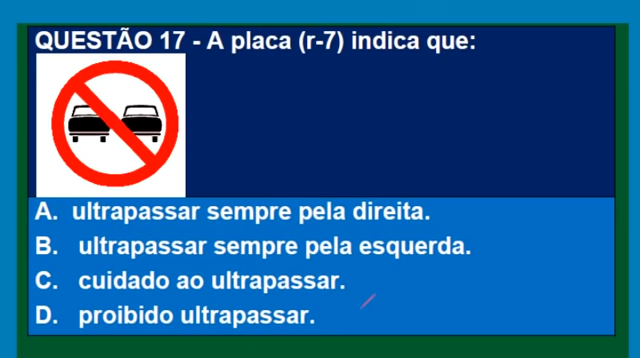 QUESTÃO 17 - A placa (r-7) indica que:
A. ultrapassar sempre pela direita.
B. ultrapassar sempre pela esquerda.
C. cuidado ao ultrapassar.
D. proibido ultrapassar.